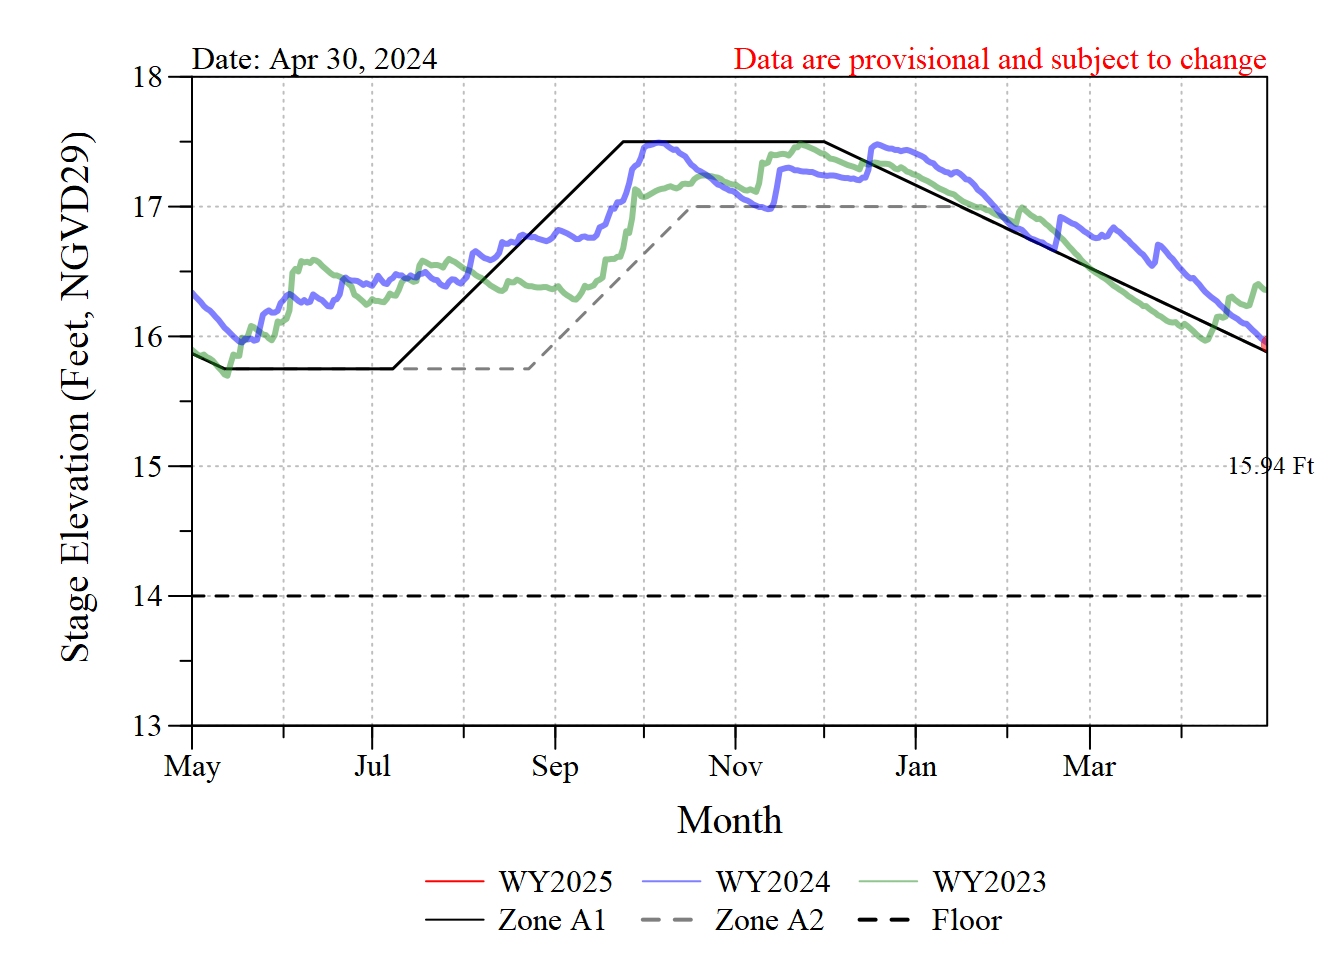 Date: Apr 30, 2024
Data are provisional and subject to change
Stage Elevation (Feet, NGVD29)
18
17
16
15
14
13
15.94 Ft
May Jul Sep Nov Jan Mar
Month
WY2025 WY2024 WY2023
Zone A1 Zone A2 Floor